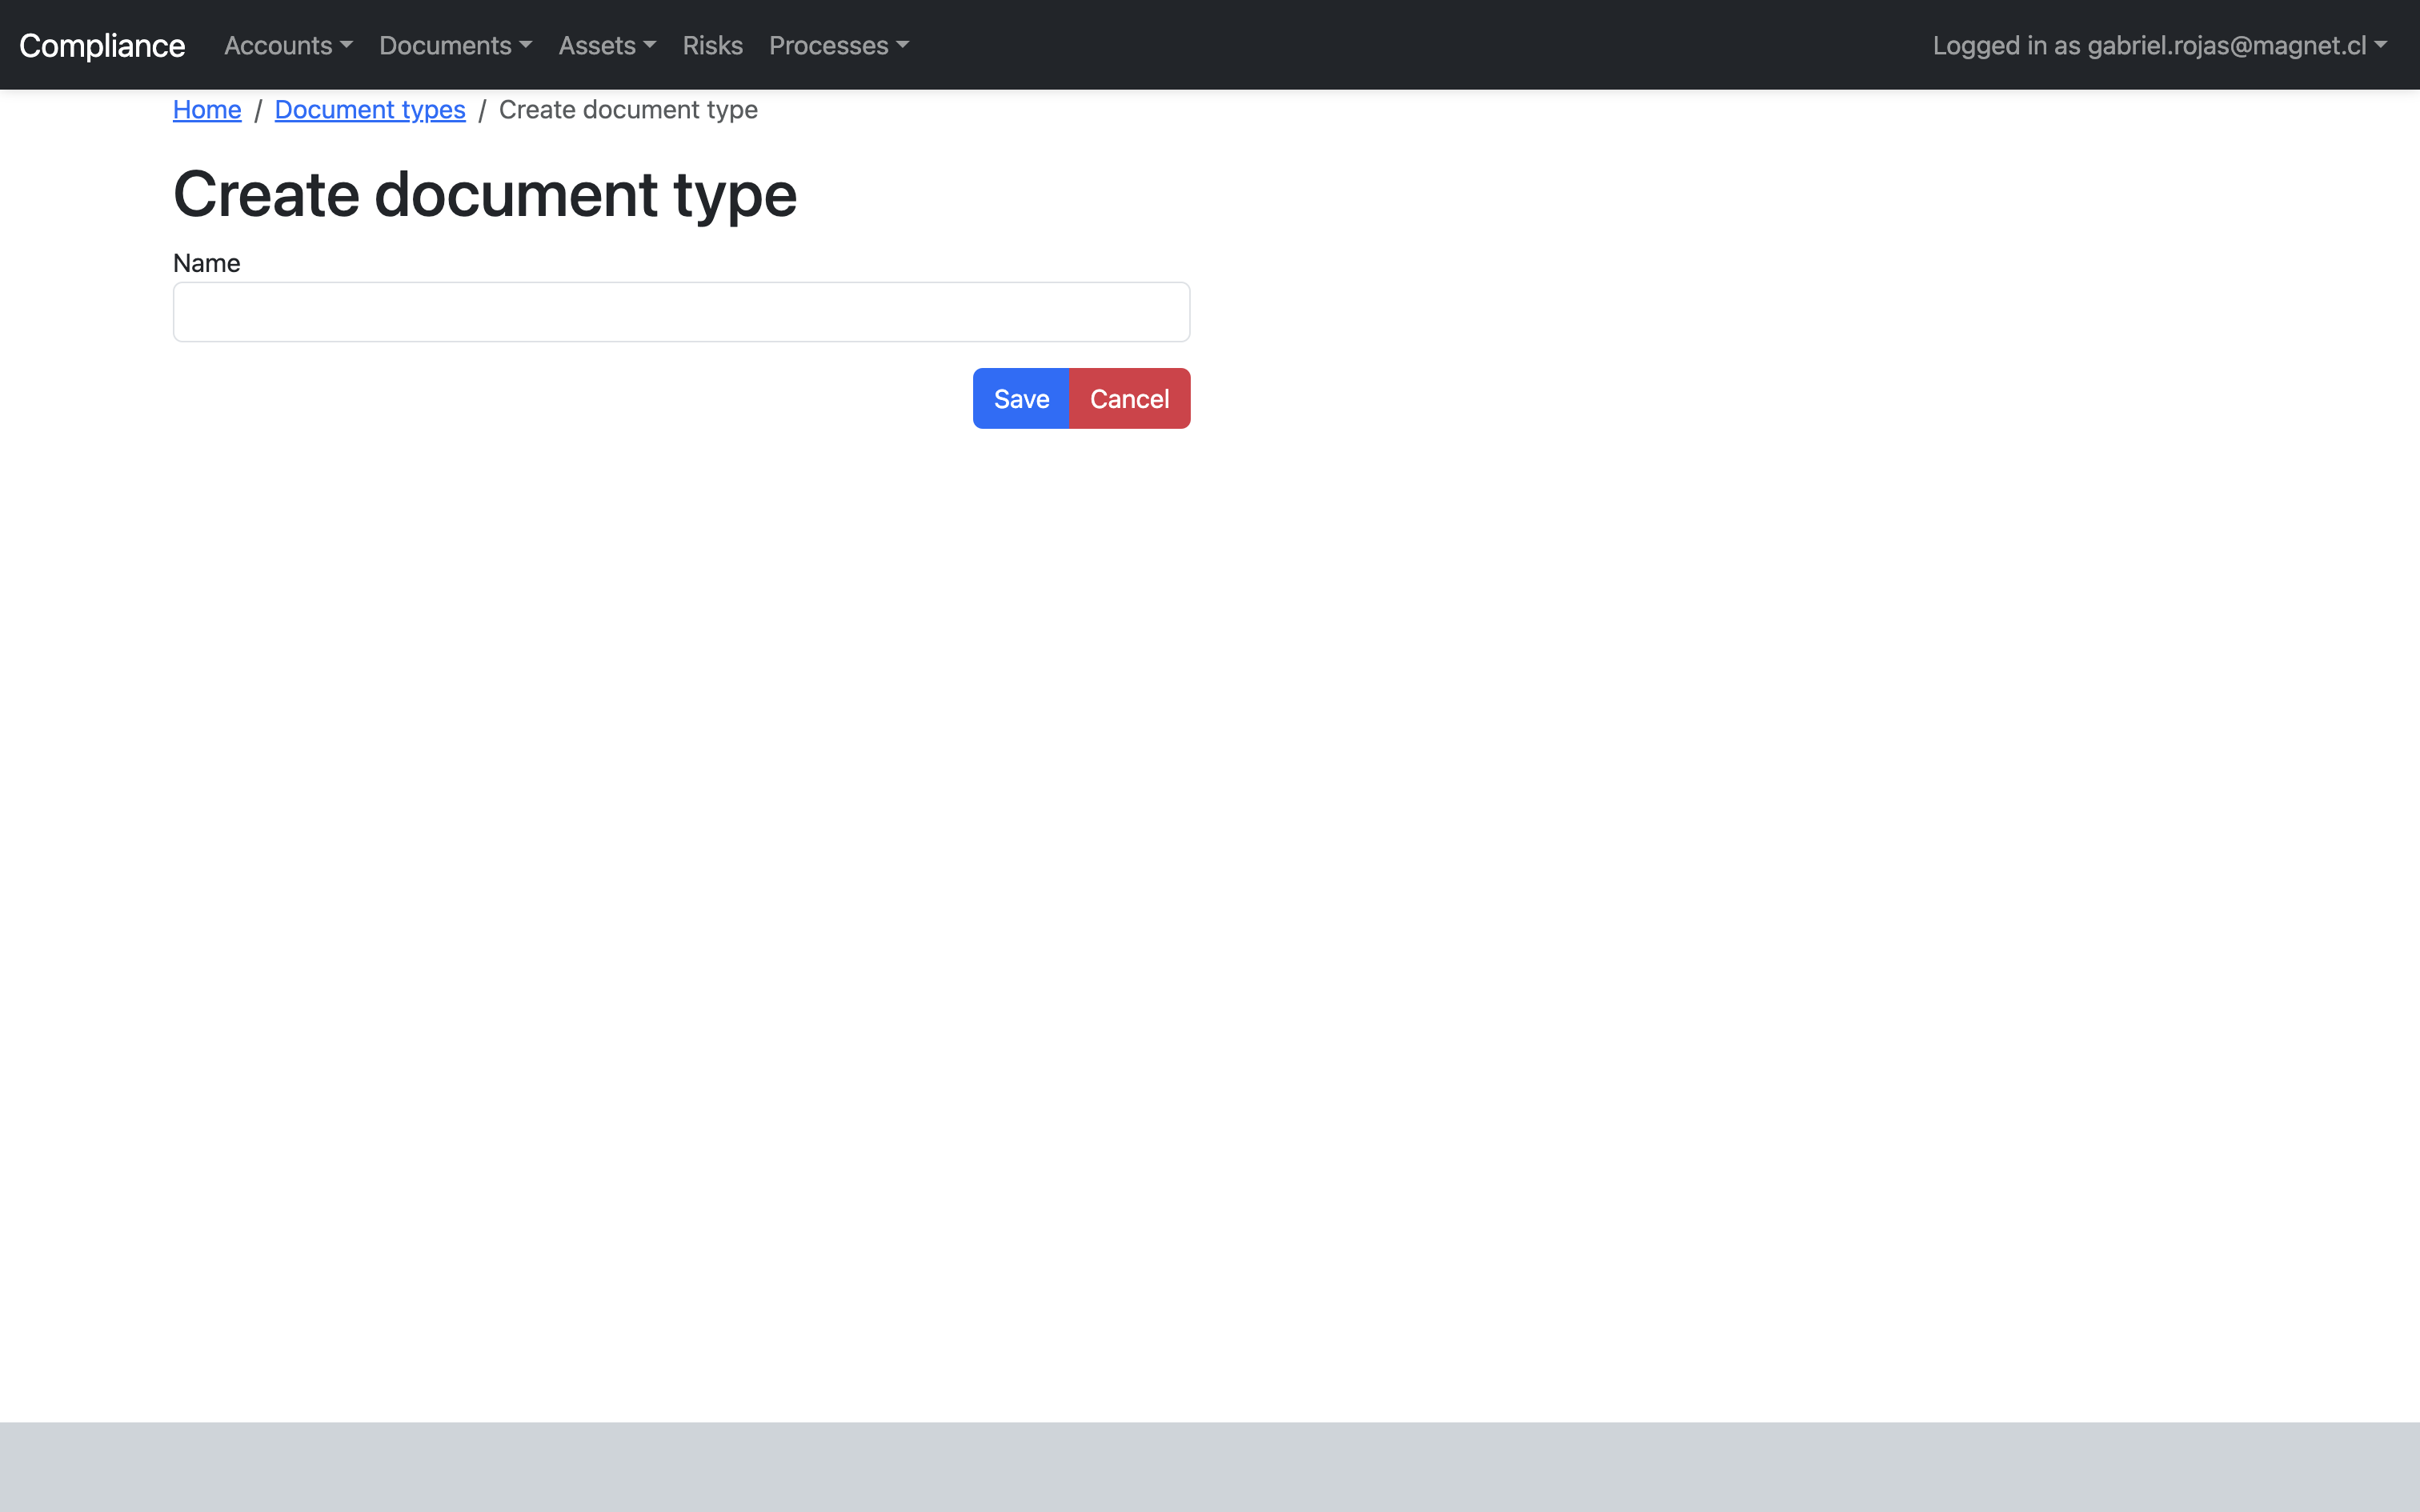 Compliance Accounts Documents Assets Risks Processes Logged in as gabriel.rojas@magnet.cl
Home / Document types / Create document type
Create document type
Name
Save Cancel